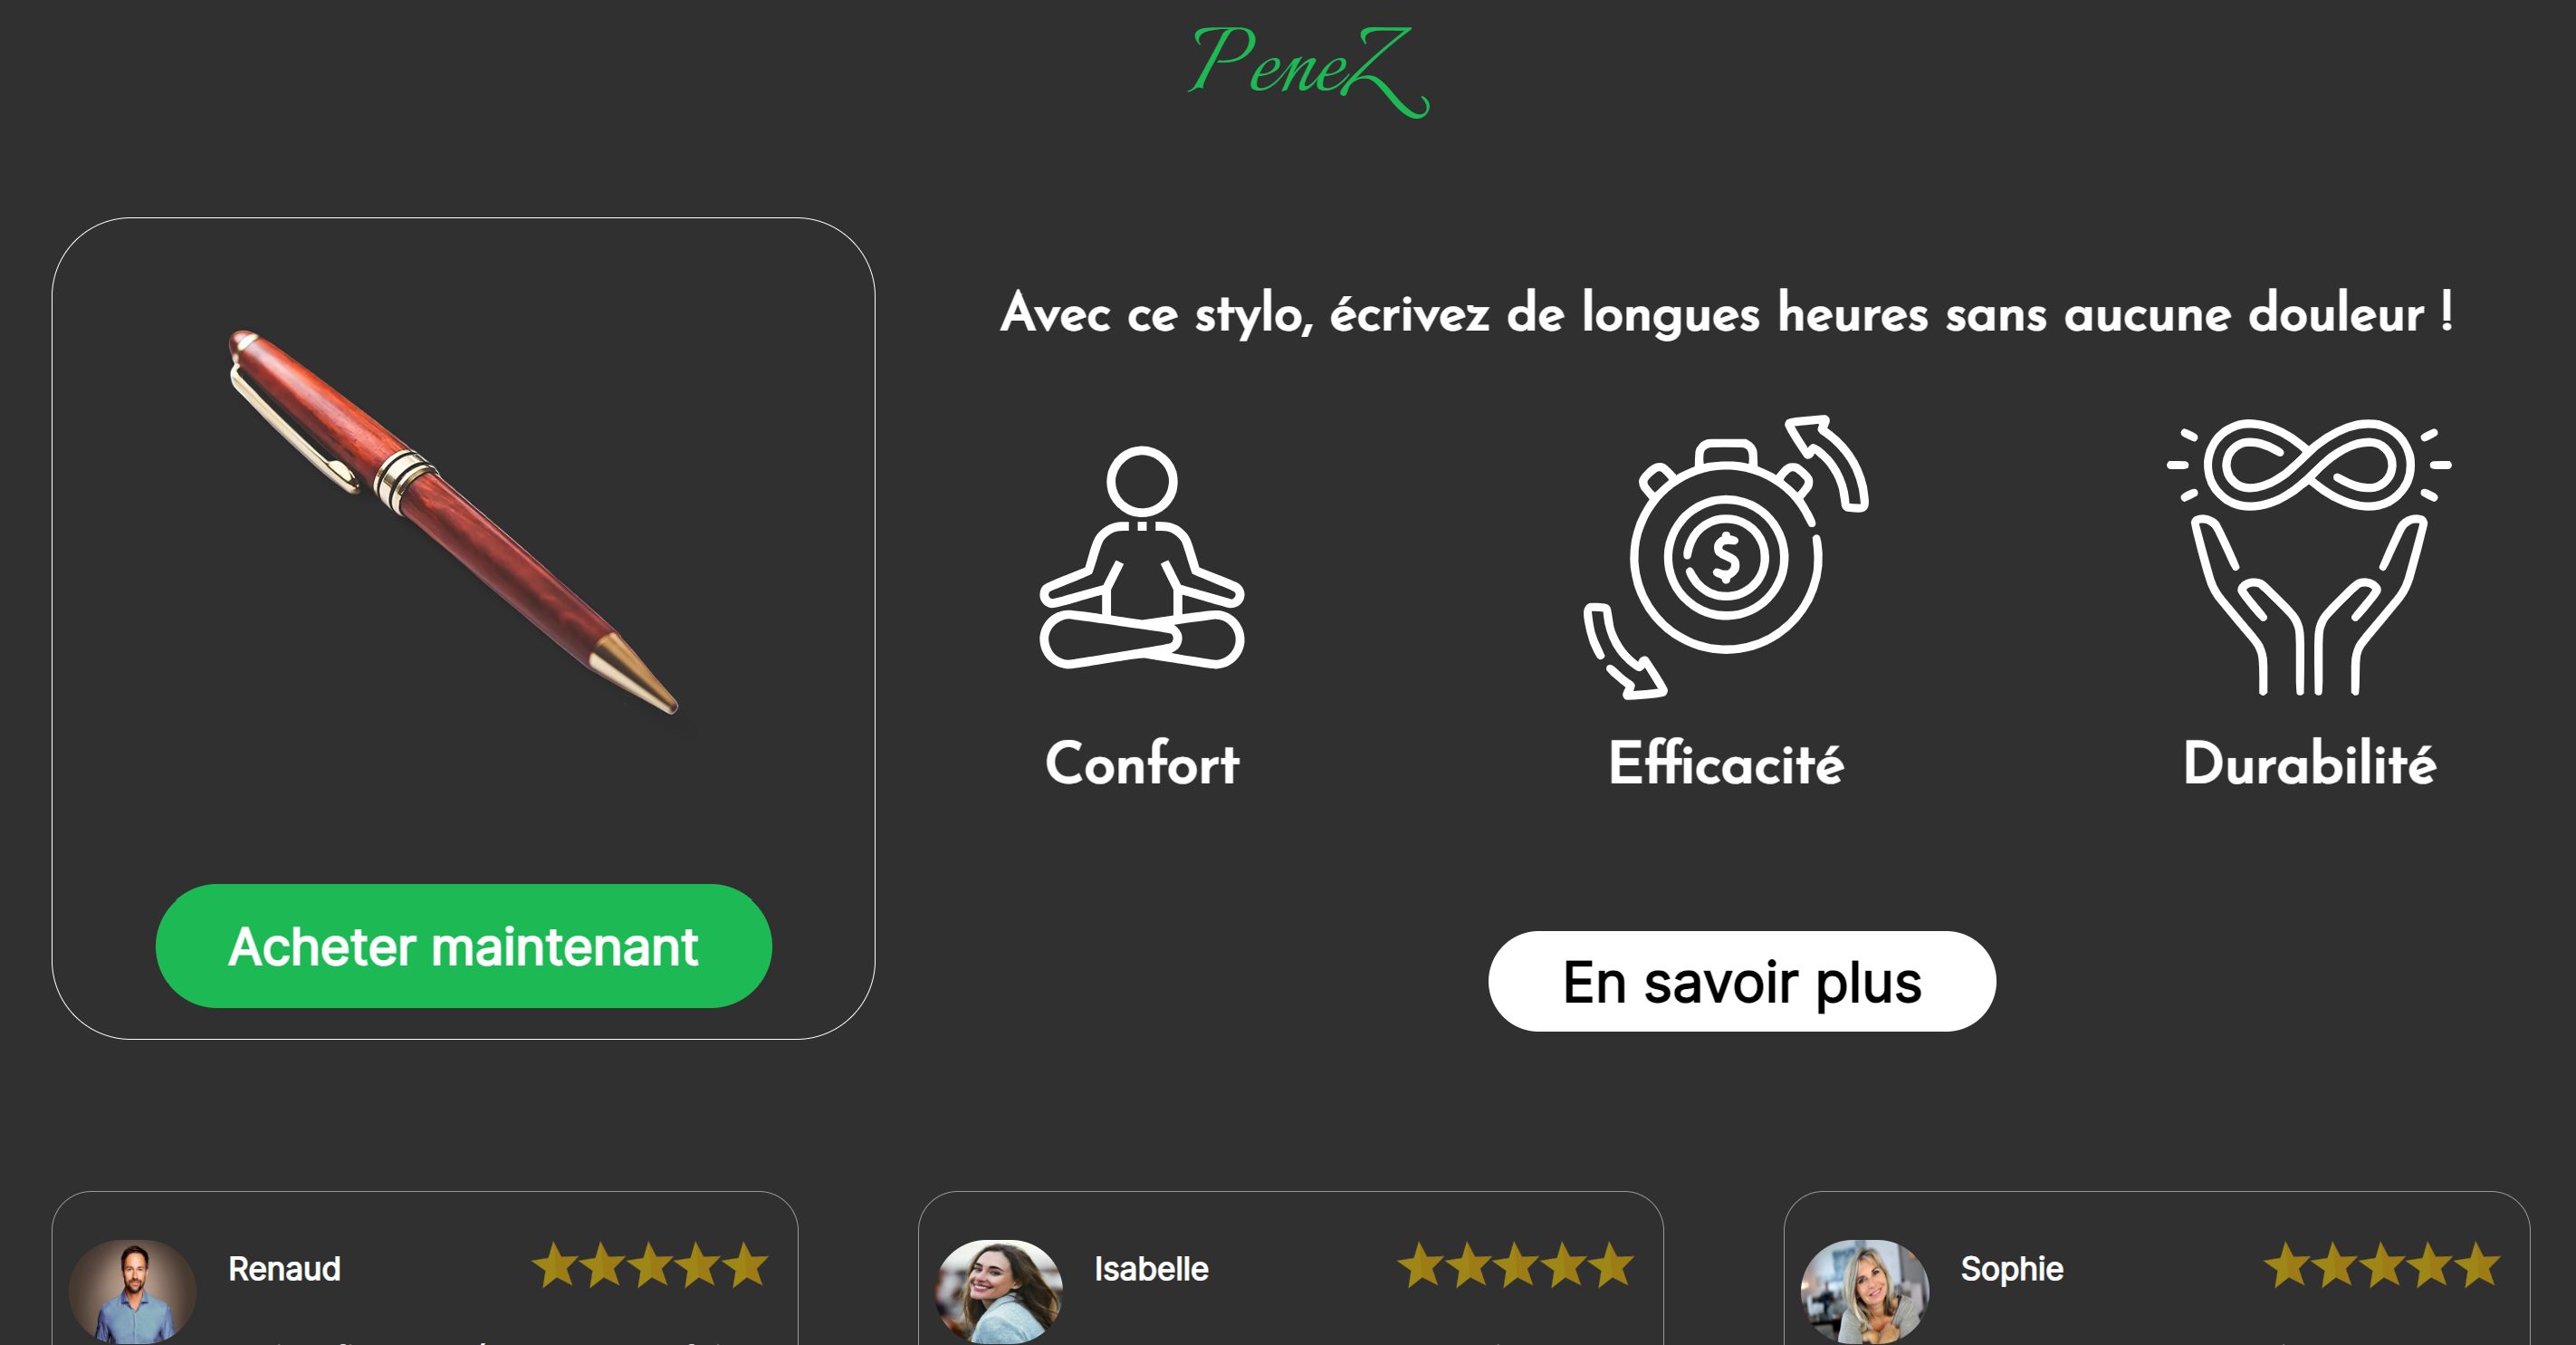 PeneZ
Avec ce stylo, écrivez de longues heures sans aucune douleur !
$
Confort
Efficacité
Durabilité
Acheter maintenant
En savoir plus
Renaud
Isabelle
Sophie